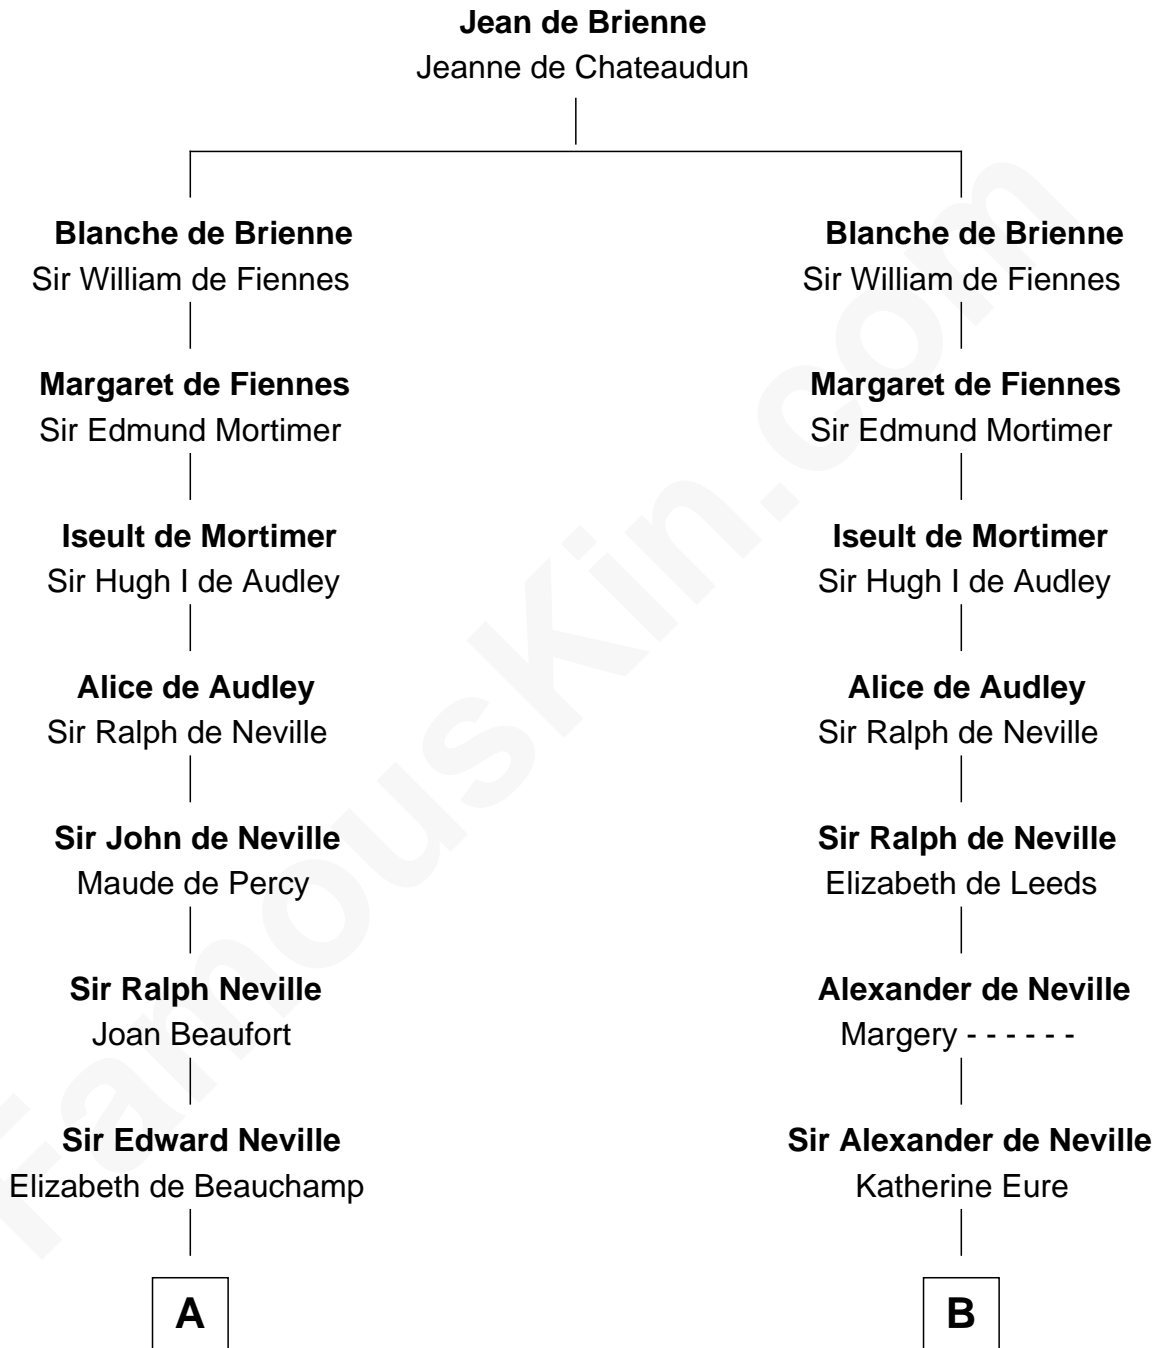 Jean de Brienne
Jeanne de Chateaudun
Blanche de Brienne
Sir William de Fiennes
Margaret de Fiennes
Sir Edmund Mortimer
Iseult de Mortimer
Sir Hugh I de Audley
Alice de Audley
Sir Ralph de Neville
Sir John de Neville
Maude de Percy
Sir Ralph Neville
Joan Beaufort
Sir Edward Neville
Elizabeth de Beauchamp
A
Blanche de Brienne
Sir William de Fiennes
Margaret de Fiennes
Sir Edmund Mortimer
Iseult de Mortimer
Sir Hugh I de Audley
Alice de Audley
Sir Ralph de Neville
Sir Ralph de Neville
Elizabeth de Leeds
Alexander de Neville
Margery - - - - - -
Sir Alexander de Neville
Katherine Eure
B
FamousKin.com